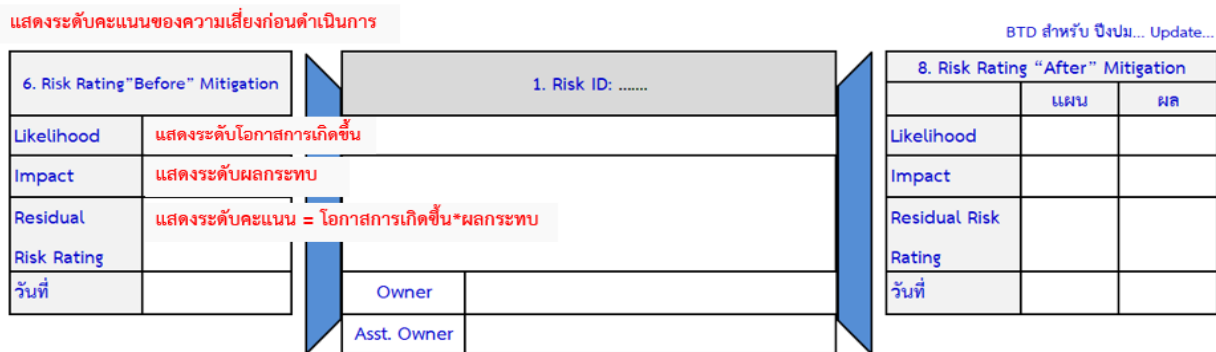 แสดงระดับคะแนนของความเสี่ยงก่อนดำเนินการ
BTD สำหรับ ปีงปม... Update...
6. Risk Rating"Before" Mitigation
Likelihood แสดงระดับโอกาสการเกิดขึ้น
Impact แสดงระดับผลกระทบ
Residual แสดงระดับคะแนน = โอกาสการเกิดขึ้น*ผลกระทบ
Risk Rating
วันที่
1. Risk ID: .......
Owner
Asst. Owner
8. Risk Rating "After" Mitigation
แผน ผล
Likelihood
Impact
Residual Risk
Rating
วันที่